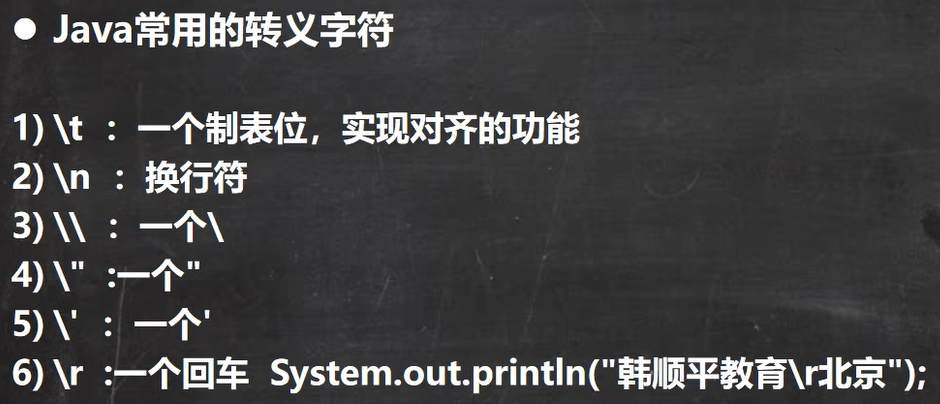 ● Java常用的转义字符
1) \t ：一个制表位，实现对齐的功能
2) \n ：换行符
3) \\ ：一个\
4) \" :一个"
5) \' ：一个'
6) \r :一个回车 System.out.println("韩顺平教育\r北京");